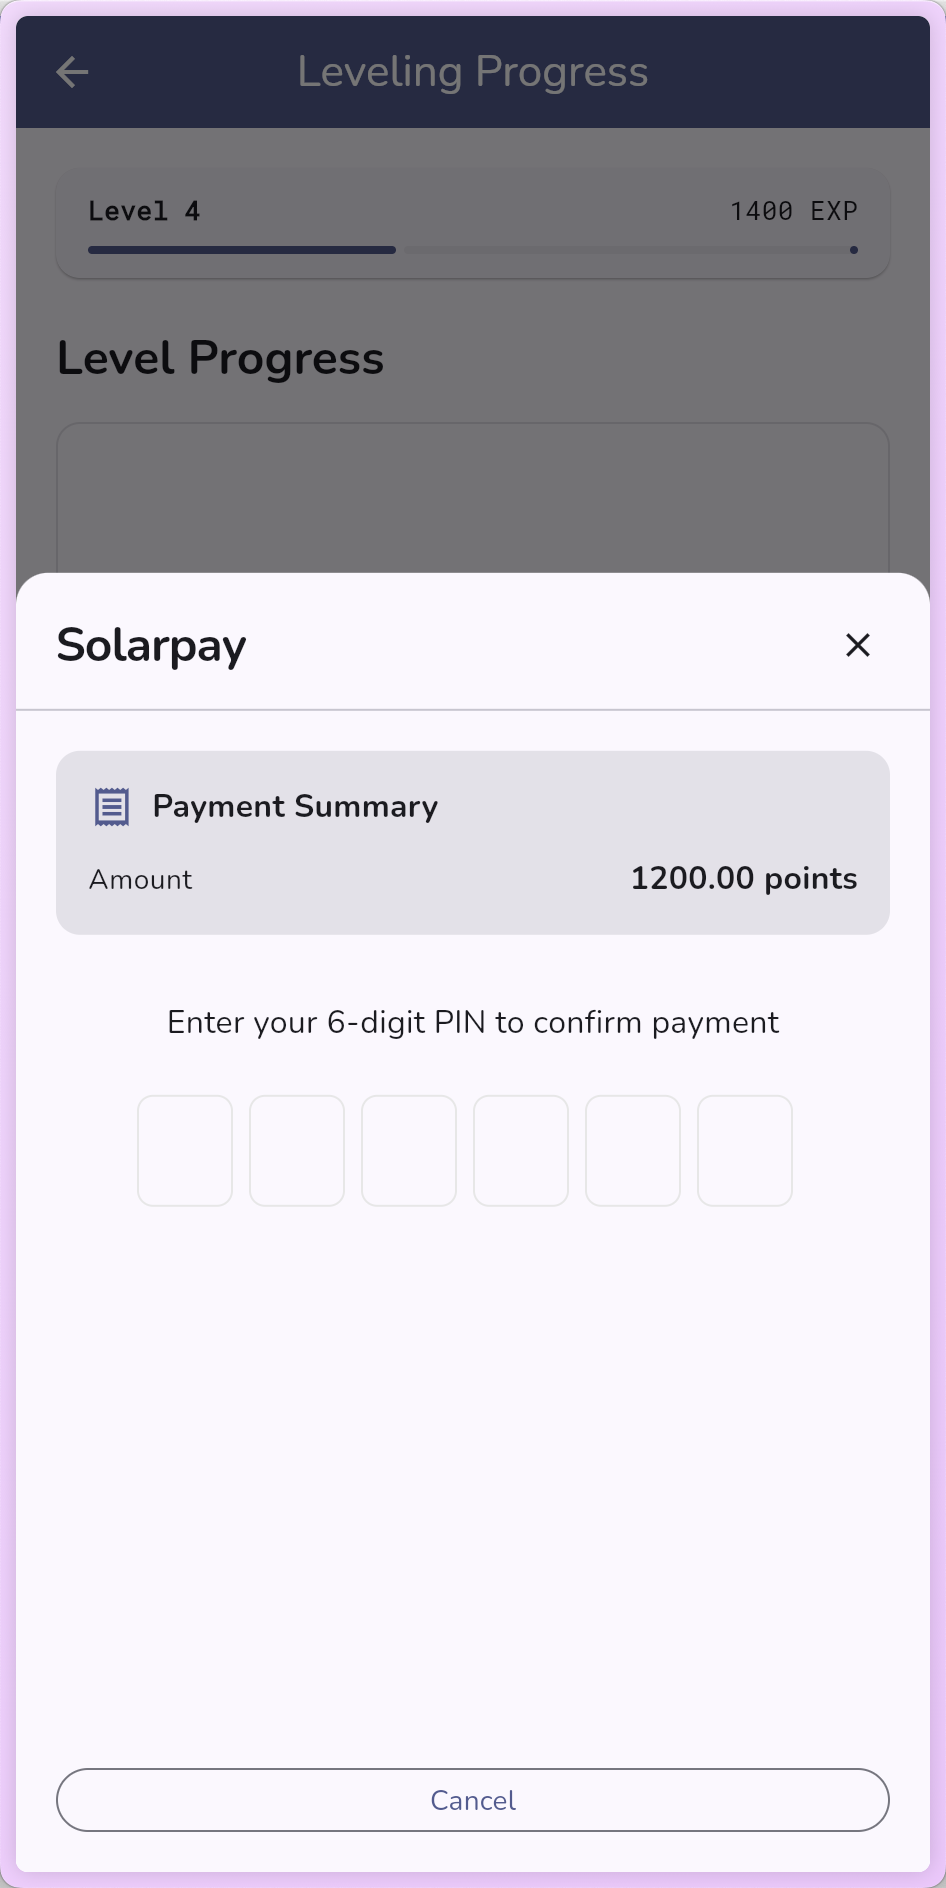 Leveling Progress
Level 4
1400 EXP
Level Progress
Solarpay
Payment Summary
Amount
1200.00 points
Enter your 6-digit PIN to confirm payment
Cancel